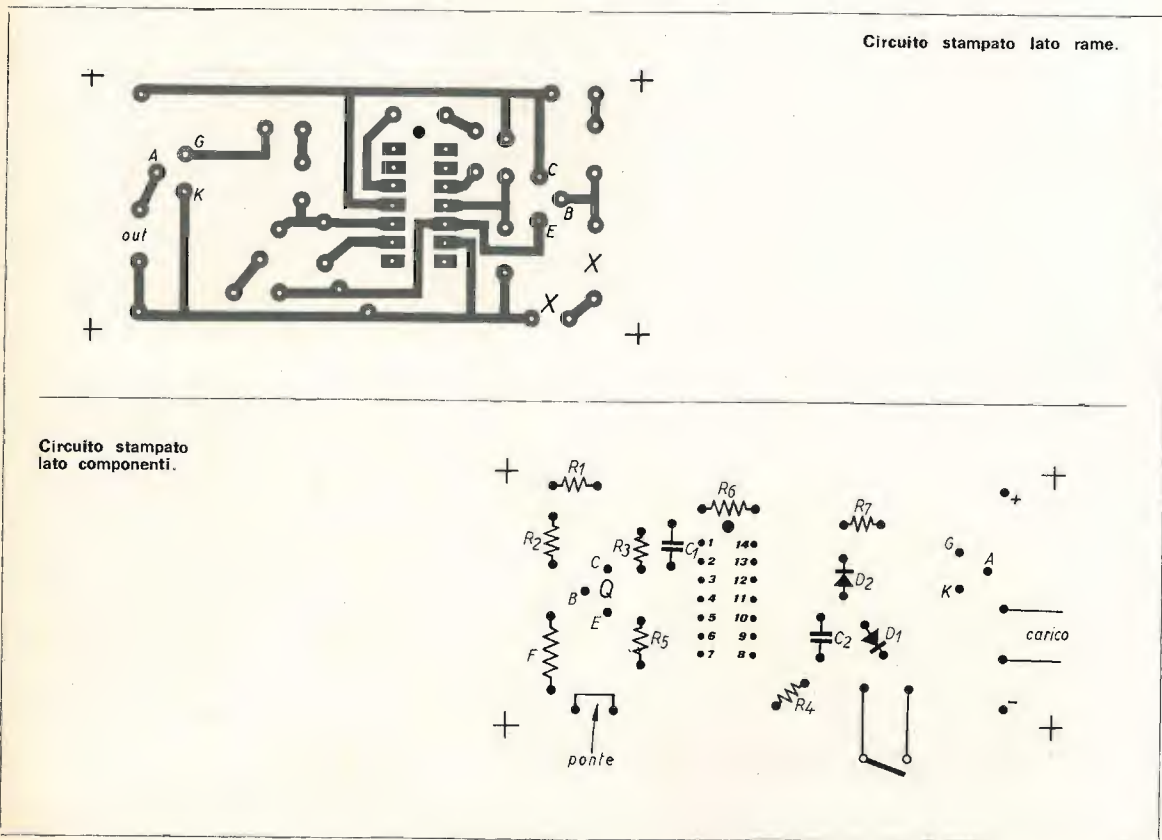 Circuito stampato lato rame.
G
A
K
out
C
B
E
X
X
Circuito stampato
lato componenti.
R1
R6
R7
+
R2
R3
C1
1 14
2 13
3 12
4 11
5 10
6 9
7 8
G
A
K
C
B Q
E
D2
F
R5
C2
D1
carico
R4
-
ponte